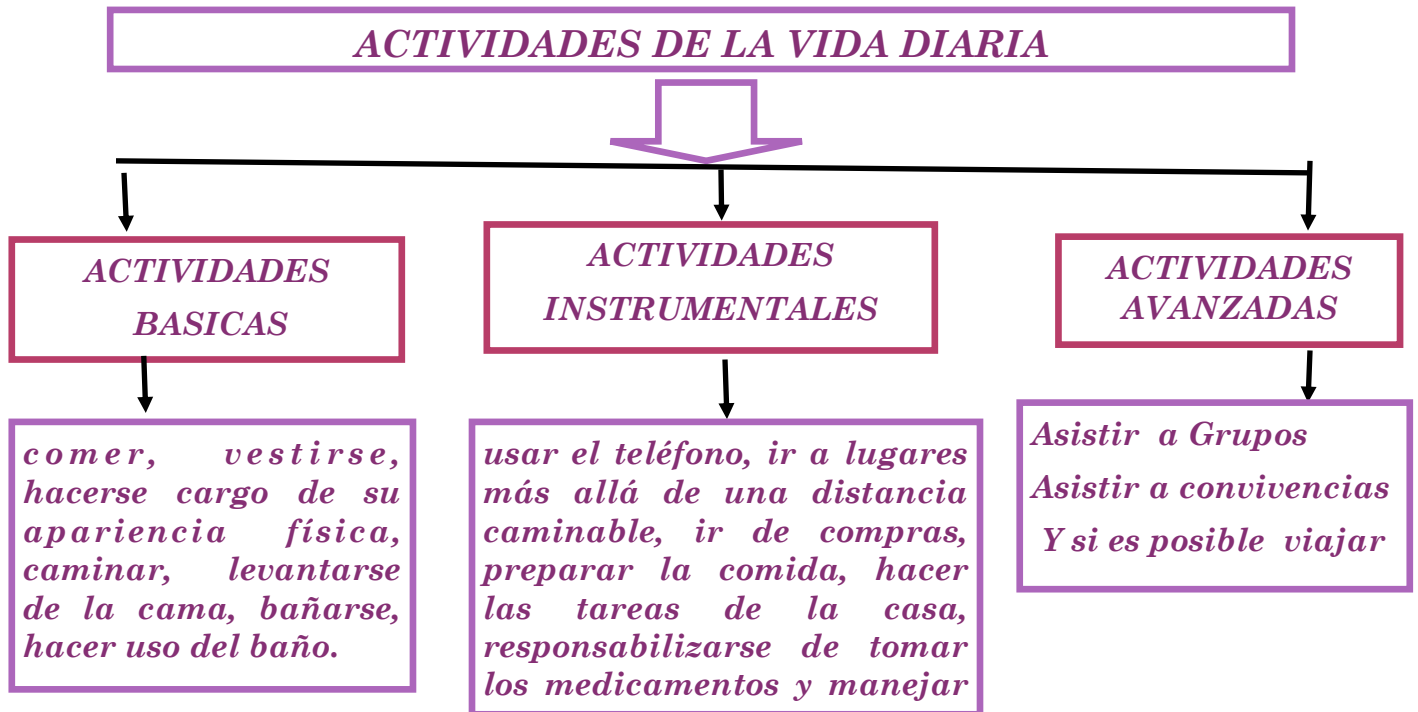 ACTIVIDADES DE LA VIDA DIARIA
ACTIVIDADES
BASICAS
ACTIVIDADES
INSTRUMENTALES
ACTIVIDADES
AVANZADAS
comer, vestirse,
hacerse cargo de su
apariencia física,
caminar, levantarse
de la cama, bañarse,
hacer uso del baño.
usar el teléfono, ir a lugares
más allá de una distancia
caminable, ir de compras,
preparar la comida, hacer
las tareas de la casa,
responsabilizarse de tomar
los medicamentos y manejar
Asistir a Grupos
Asistir a convivencias
Y si es posible viajar